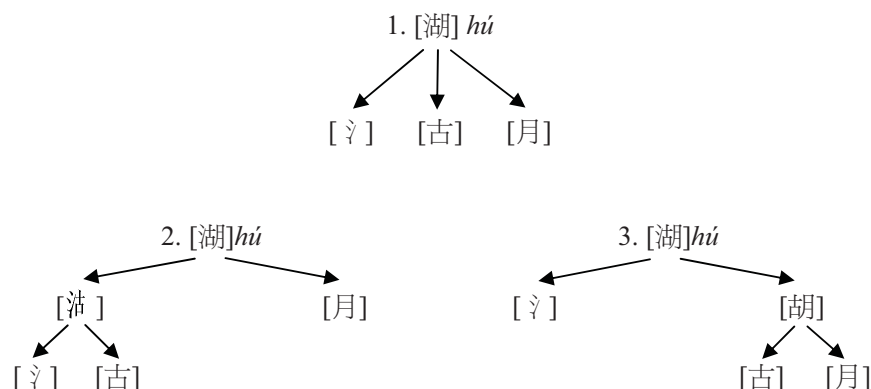 1. [湖] hú
[氵] [古] [月]
2. [湖]hú
3. [湖]hú
[沽 ] [月]
[氵] [胡]
[氵] [古]
[古] [月]